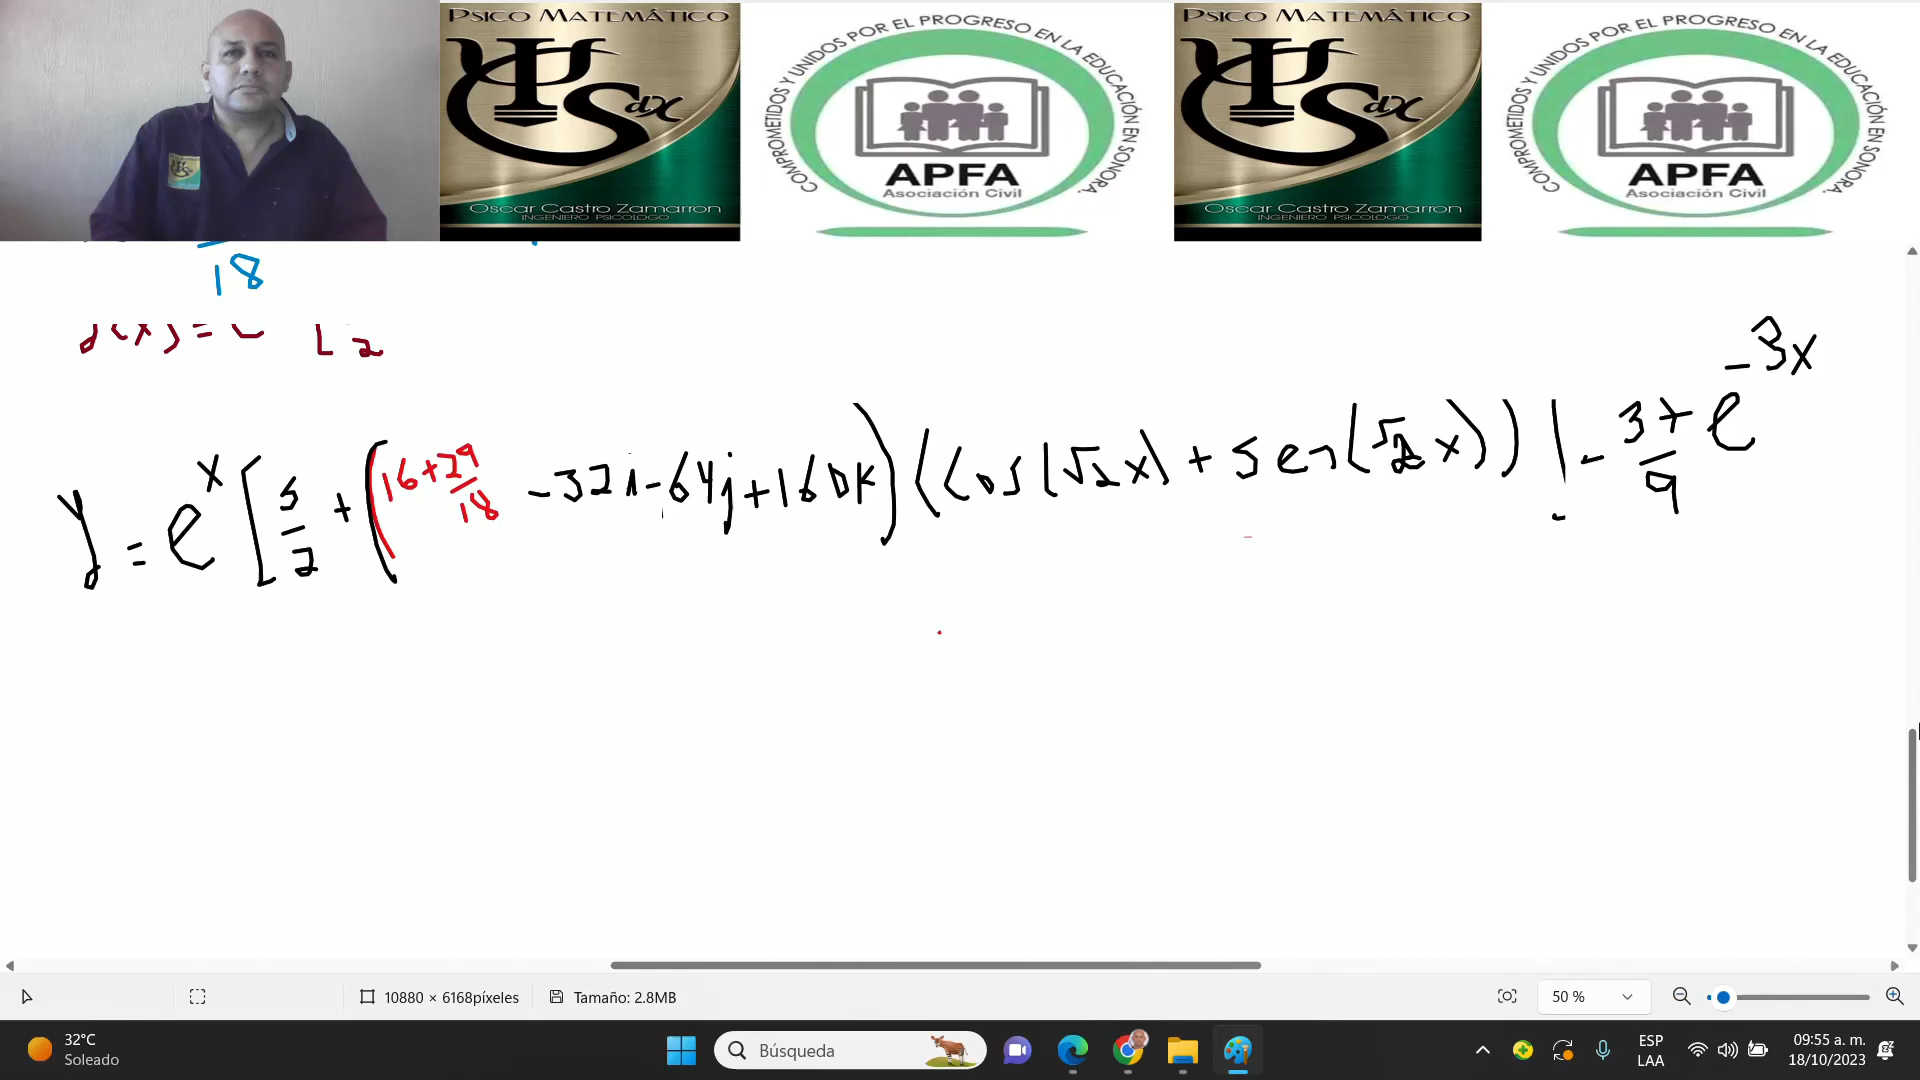 PSICO MATEMÁTICO
dx
Oscar Castro Zamarron
INGENIERO PSICOLOGO
COMPROMETIDOS Y UNIDOS POR EL PROGRESO EN LA EDUCACIÓN EN SONORA.
APFA
Asociación Civil
PSICO MATEMÁTICO
dx
Oscar Castro Zamarron
INGENIERO PSICOLOGO
COMPROMETIDOS Y UNIDOS POR EL PROGRESO EN LA EDUCACIÓN EN SONORA.
APFA
Asociación Civil
18
y = e^x [5/2 + (16 + 29/18 - 32i - 64j + 160k) (cos(√2x) + sen(√2x))] - 3/9 + e^-3x
10880 × 6168píxeles
Tamaño: 2.8MB
50 %
32°C
Soleado
Búsqueda
ESP
LAA
09:55 a. m.
18/10/2023